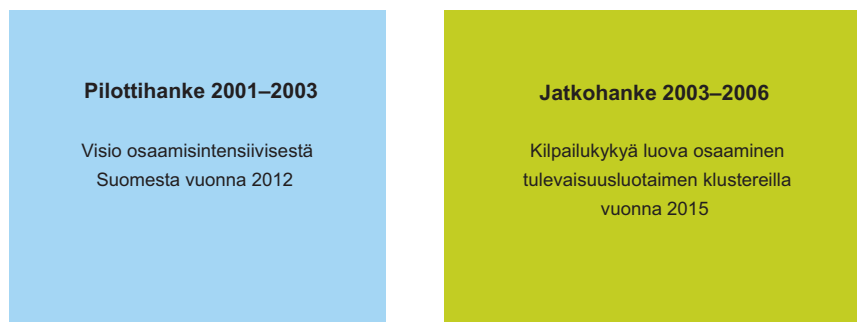 Pilottihanke 2001–2003
Visio osaamisintensiivisestä
Suomesta vuonna 2012
Jatkohanke 2003–2006
Kilpailukykyä luova osaaminen
tulevaisuusluotaimen klustereilla
vuonna 2015